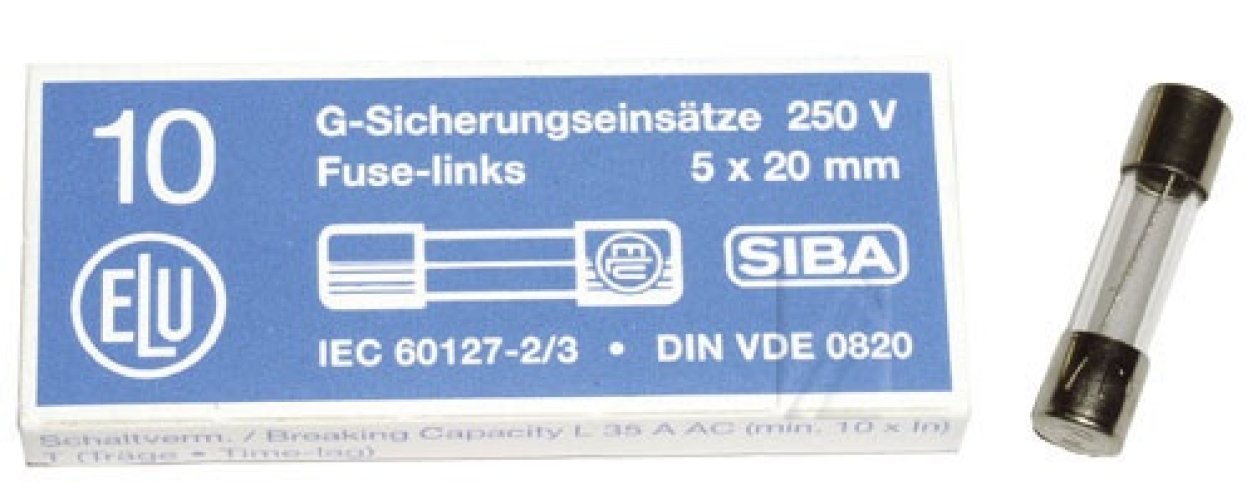 10
G-Sicherungseinsätze 250 V
Fuse-links 5 x 20 mm
ELU
ELU
SIBA
IEC 60127-2/3 • DIN VDE 0820
Schaltverm. / Breaking Capacity L 35 A AC (min. 10 x In)
T (Träge • Time-lag)